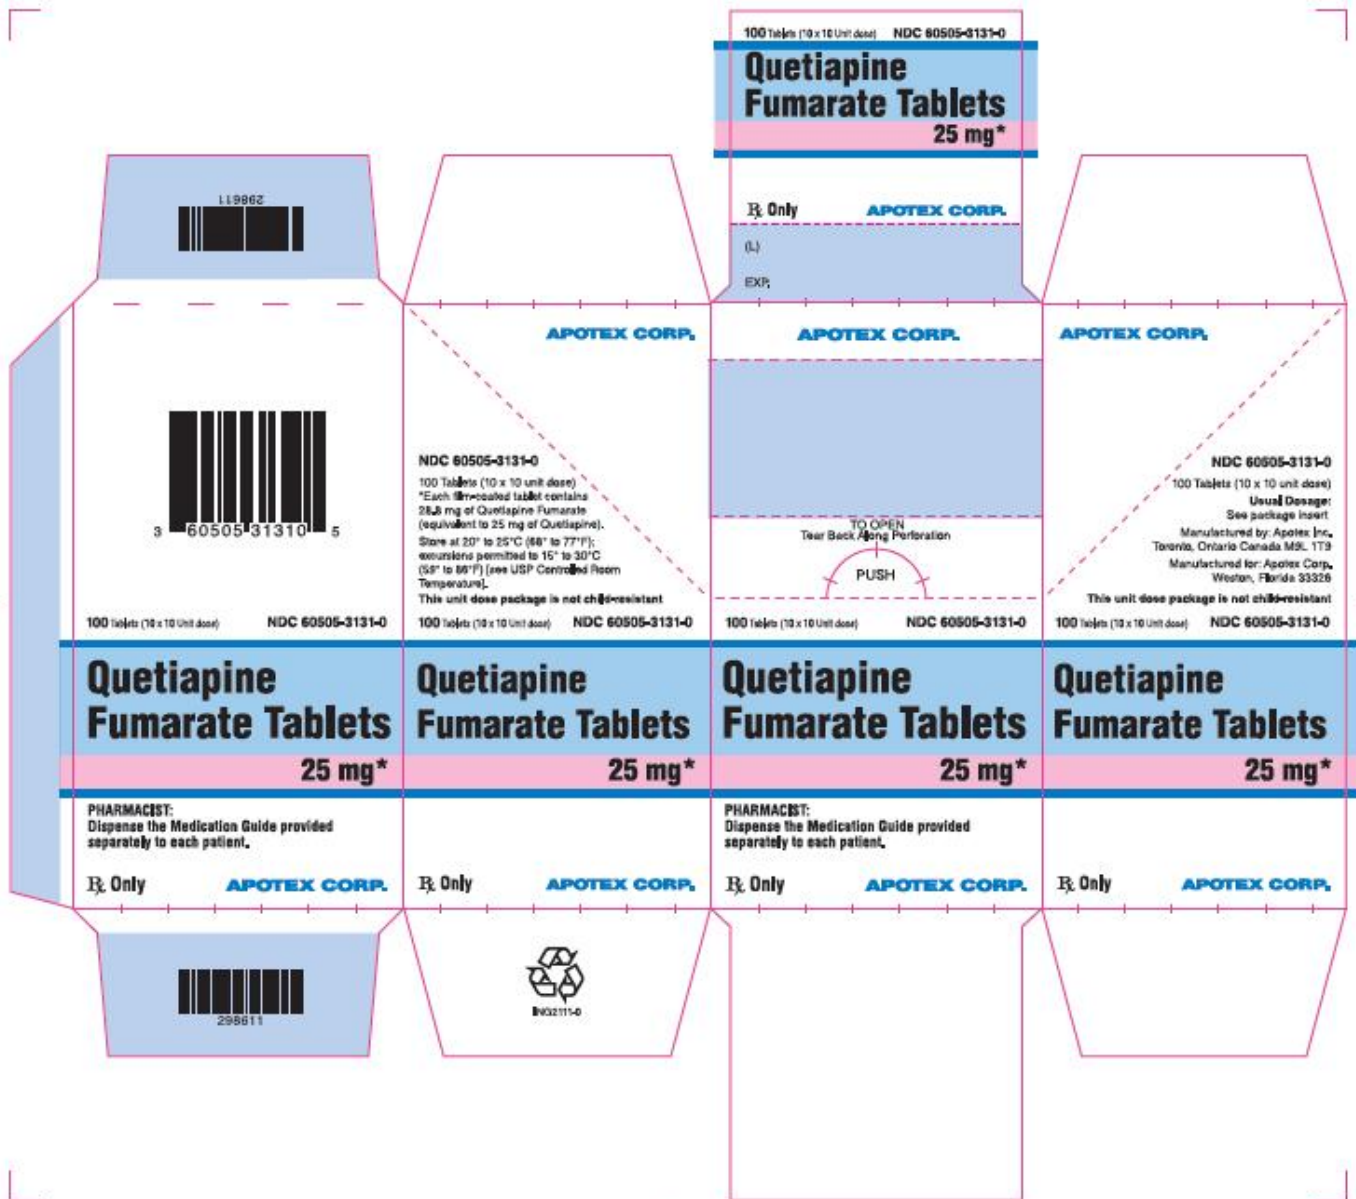 100 Tablets (10 x 10 Unit dose) NDC 60505-3131-0
Quetiapine
Fumarate Tablets
25 mg*
℞ Only APOTEX CORP.
(L)
EXP.
298611
3 60505 31310 5
100 Tablets (10 x 10 Unit dose) NDC 60505-3131-0
Quetiapine
Fumarate Tablets
25 mg*
PHARMACIST:
Dispense the Medication Guide provided
separately to each patient.
℞ Only APOTEX CORP.
298611
APOTEX CORP.
NDC 60505-3131-0
100 Tablets (10 x 10 unit dose)
*Each film-coated tablet contains
28.8 mg of Quetiapine Fumarate
(equivalent to 25 mg of Quetiapine).
Store at 20° to 25°C (68° to 77°F);
excursions permitted to 15° to 30°C
(59° to 86°F) [see USP Controlled Room
Temperature].
This unit dose package is not child-resistant
100 Tablets (10 x 10 Unit dose) NDC 60505-3131-0
Quetiapine
Fumarate Tablets
25 mg*
℞ Only APOTEX CORP.
APOTEX CORP.
TO OPEN
Tear Back Along Perforation
PUSH
100 Tablets (10 x 10 Unit dose) NDC 60505-3131-0
Quetiapine
Fumarate Tablets
25 mg*
PHARMACIST:
Dispense the Medication Guide provided
separately to each patient.
℞ Only APOTEX CORP.
APOTEX CORP.
NDC 60505-3131-0
100 Tablets (10 x 10 unit dose)
Usual Dosage:
See package insert
Manufactured by: Apotex Inc.
Toronto, Ontario Canada M9L 1T9
Manufactured for: Apotex Corp.
Weston, Florida 33326
This unit dose package is not child-resistant
100 Tablets (10 x 10 Unit dose) NDC 60505-3131-0
Quetiapine
Fumarate Tablets
25 mg*
℞ Only APOTEX CORP.